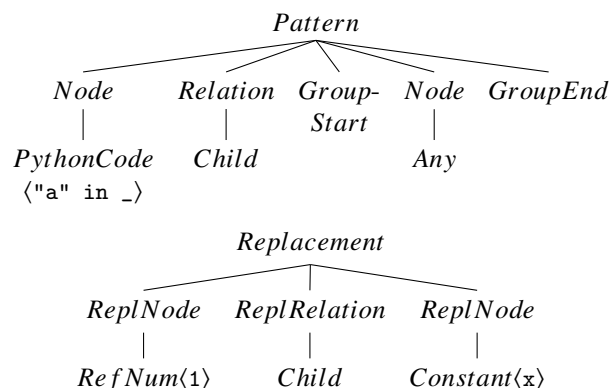 Pattern
Node Relation Group- Node GroupEnd
Start
PythonCode Child Any
⟨"a" in _⟩
Replacement
ReplNode ReplRelation ReplNode
RefNum⟨1⟩ Child Constant⟨x⟩